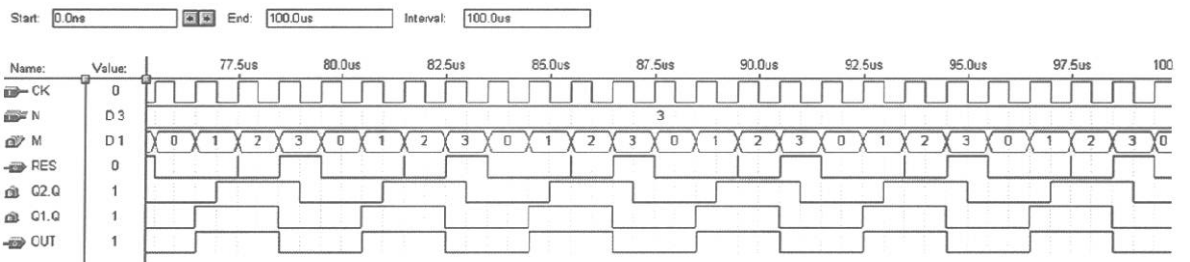 Start: 0.0ns End: 100.0us Interval: 100.0us
Name: Value: 77.5us 80.0us 82.5us 85.0us 87.5us 90.0us 92.5us 95.0us 97.5us 100
CK 0
N D 3 3
M D 1 0 1 2 3 0 1 2 3 0 1 2 3 0 1 2 3 0 1 2 3 0 1 2 3 0
RES 0
Q2.Q 1
Q1.Q 1
OUT 1